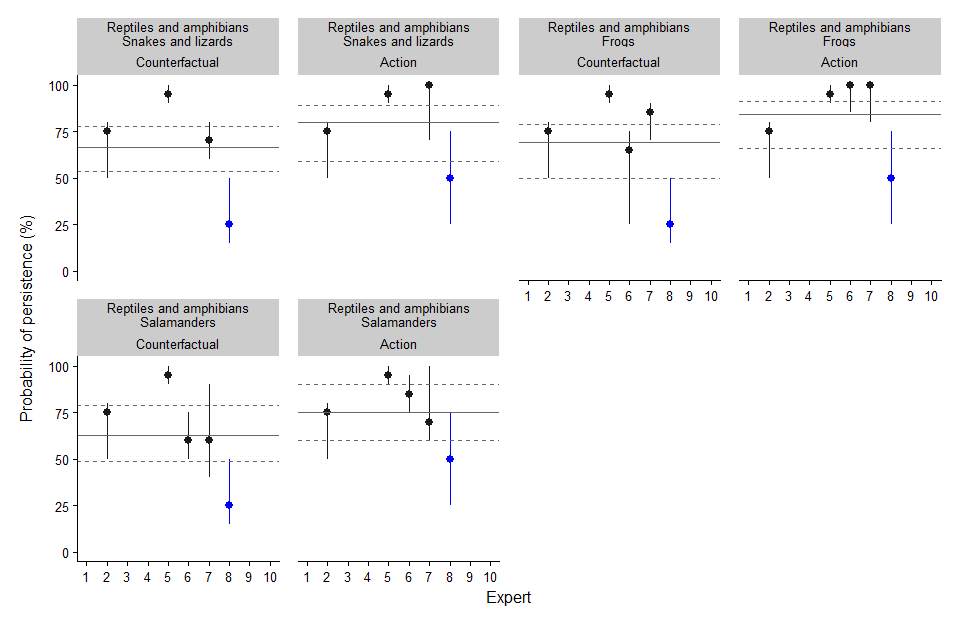 Reptiles and amphibians
Snakes and lizards
Counterfactual
Reptiles and amphibians
Snakes and lizards
Action
Reptiles and amphibians
Frogs
Counterfactual
Reptiles and amphibians
Frogs
Action
100
75
50
25
0
1 2 3 4 5 6 7 8 9 10
1 2 3 4 5 6 7 8 9 10
Probability of persistence (%)
Reptiles and amphibians
Salamanders
Counterfactual
Reptiles and amphibians
Salamanders
Action
100
75
50
25
0
1 2 3 4 5 6 7 8 9 10
1 2 3 4 5 6 7 8 9 10
Expert